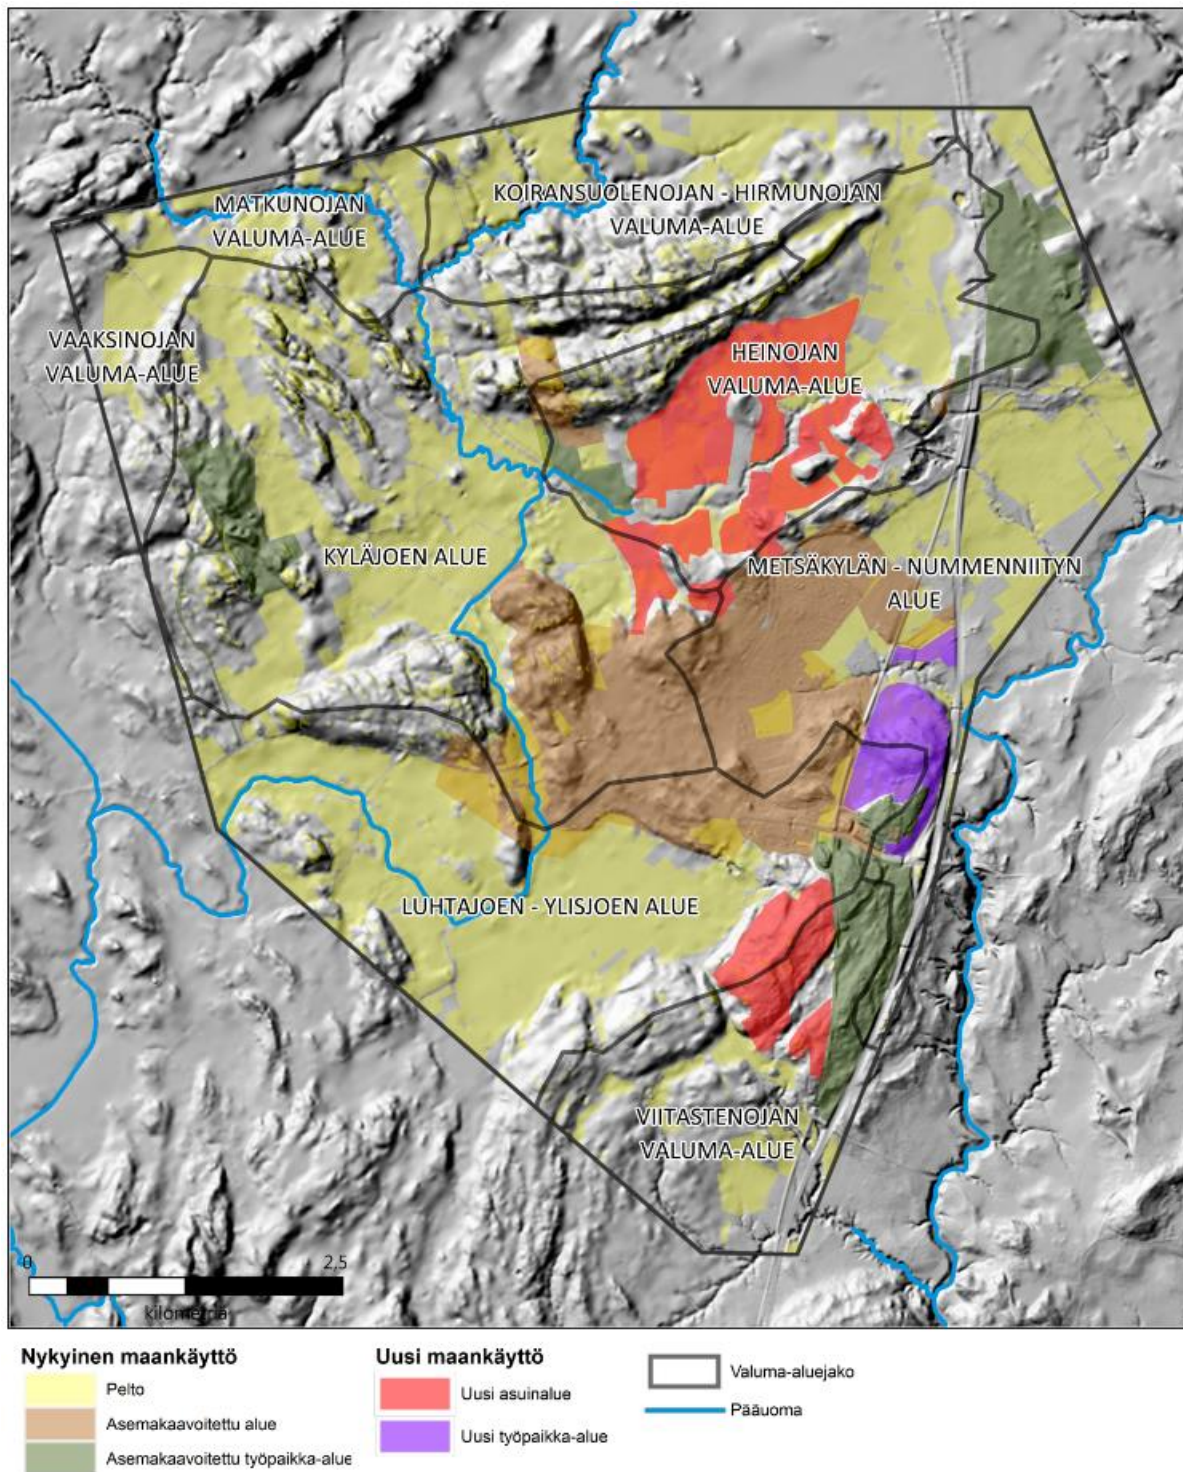 MATKUNOJAN
VALUMA-ALUE
KOIRANSUOLENOJAN - HIRMUNOJAN
VALUMA-ALUE
VAAKSINOJAN
VALUMA-ALUE
HEINOJAN
VALUMA-ALUE
KYLÄJOEN ALUE
METSÄKYLÄN - NUMMENNIITYN
ALUE
LUHTAJOEN - YLISJOEN ALUE
VIITASTENOJAN
VALUMA-ALUE
0 2,5
kilometriä
Nykyinen maankäyttö
Pelto
Asemakaavoitettu alue
Asemakaavoitettu työpaikka-alue
Uusi maankäyttö
Uusi asuinalue
Uusi työpaikka-alue
Valuma-aluejako
Pääuoma